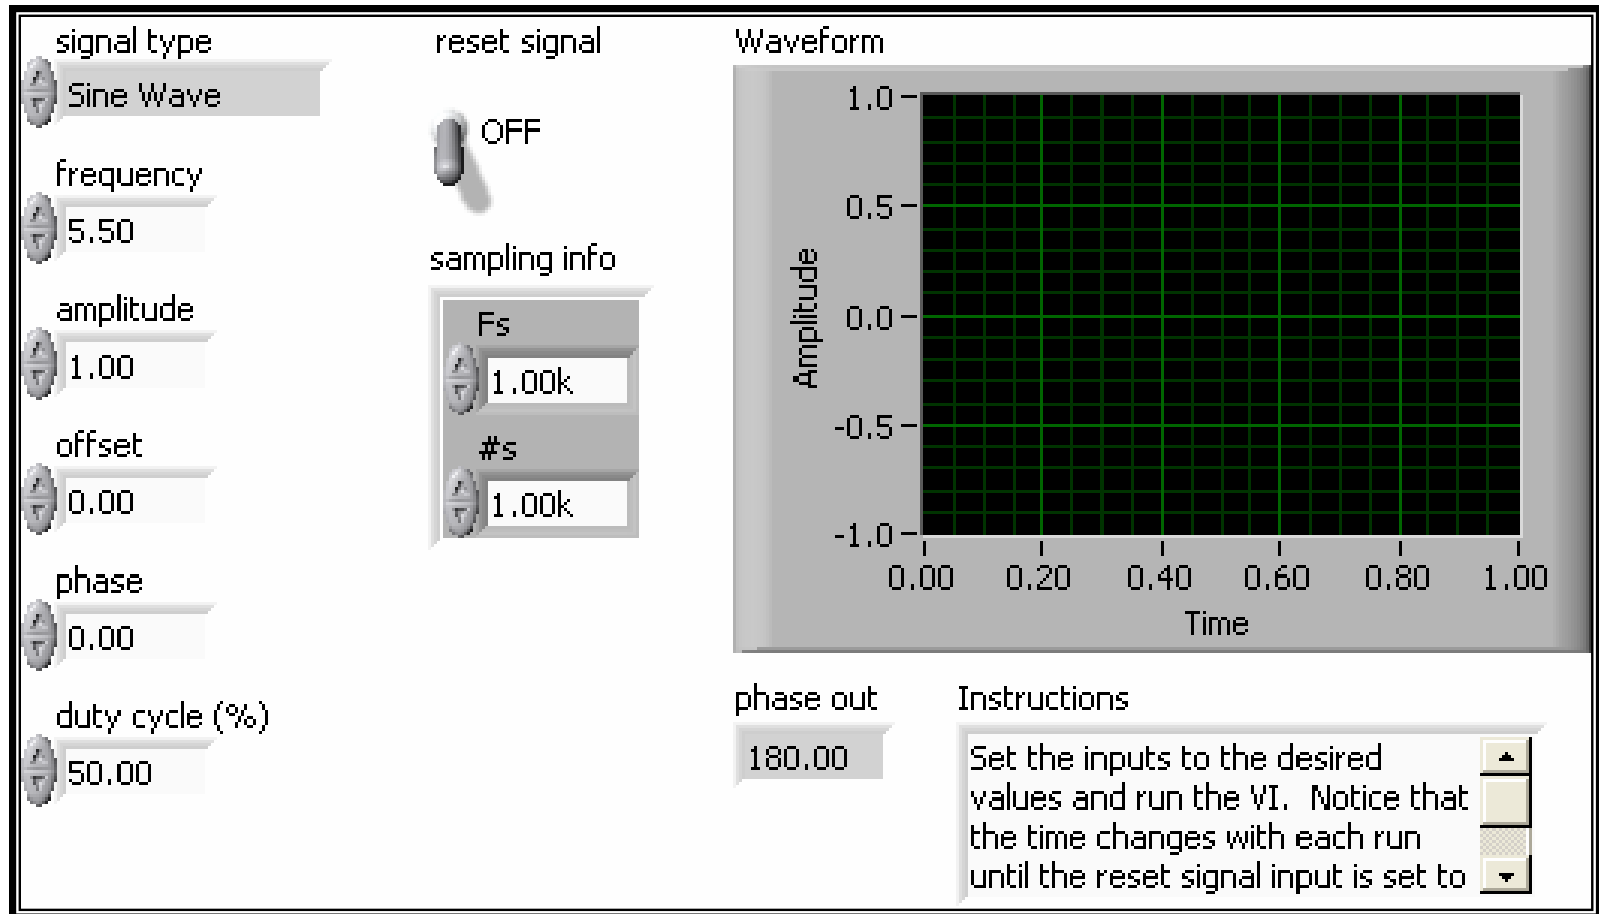 signal type
Sine Wave
frequency
5.50
amplitude
1.00
offset
0.00
phase
0.00
duty cycle (%)
50.00
reset signal
OFF
sampling info
Fs
1.00k
#s
1.00k
Waveform
Amplitude
1.0
0.5
0.0
-0.5
-1.0
0.00 0.20 0.40 0.60 0.80 1.00
Time
phase out
180.00
Instructions
Set the inputs to the desired
values and run the VI. Notice that
the time changes with each run
until the reset signal input is set to